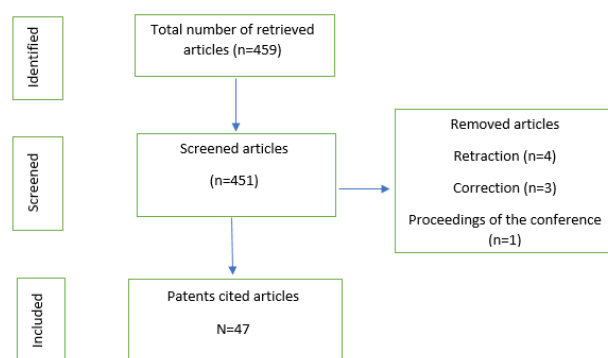 Identified
Total number of retrieved
articles (n=459)
Screened
Screened articles
(n=451)
Removed articles
Retraction (n=4)
Correction (n=3)
Proceedings of the conference
(n=1)
Included
Patents cited articles
N=47